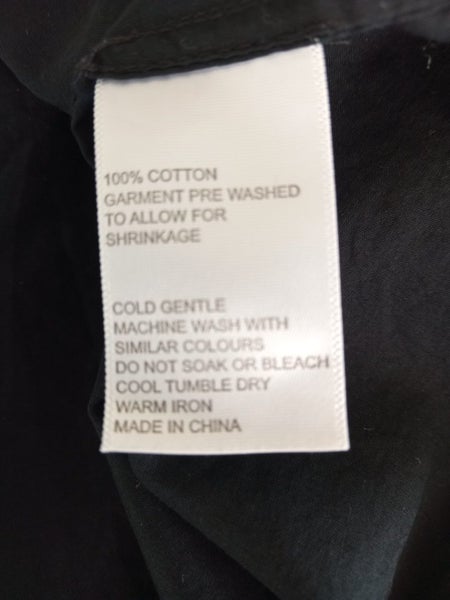 100% COTTON
GARMENT PRE WASHED
TO ALLOW FOR
SHRINKAGE
COLD GENTLE
MACHINE WASH WITH
SIMILAR COLOURS
DO NOT SOAK OR BLEACH
COOL TUMBLE DRY
WARM IRON
MADE IN CHINA